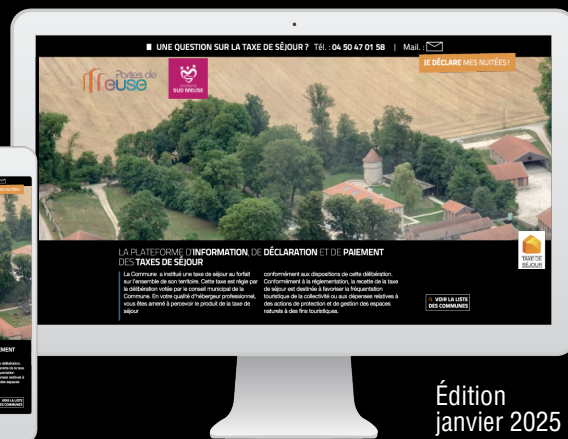 UNE QUESTION SUR LA TAXE DE SÉJOUR ? Tél. : 04 50 47 01 58 | Mail. :
JE DÉCLARE MES NUITÉES !
Portes de
Meuse
SUD MEUSE
LA PLATEFORME D'INFORMATION, DE DÉCLARATION ET DE PAIEMENT
DES TAXES DE SÉJOUR
La Commune a institué une taxe de séjour au forfait
sur l'ensemble de son territoire. Cette taxe est régie par
la délibération votée par le conseil municipal de la
Commune. En votre qualité d'hébergeur professionnel,
vous êtes amené à percevoir le produit de la taxe de
séjour
conformément aux dispositions de cette délibération.
Conformément à la réglementation, la recette de la taxe
de séjour est destinée à favoriser la fréquentation
touristique de la collectivité ou aux dépenses relatives à
des actions de protection et de gestion des espaces
naturels à des fins touristiques.
TAXE DE
SÉJOUR
VOIR LA LISTE
DES COMMUNES
EMENT
VOIR LA LISTE
DES COMMUNES
Édition
janvier 2025